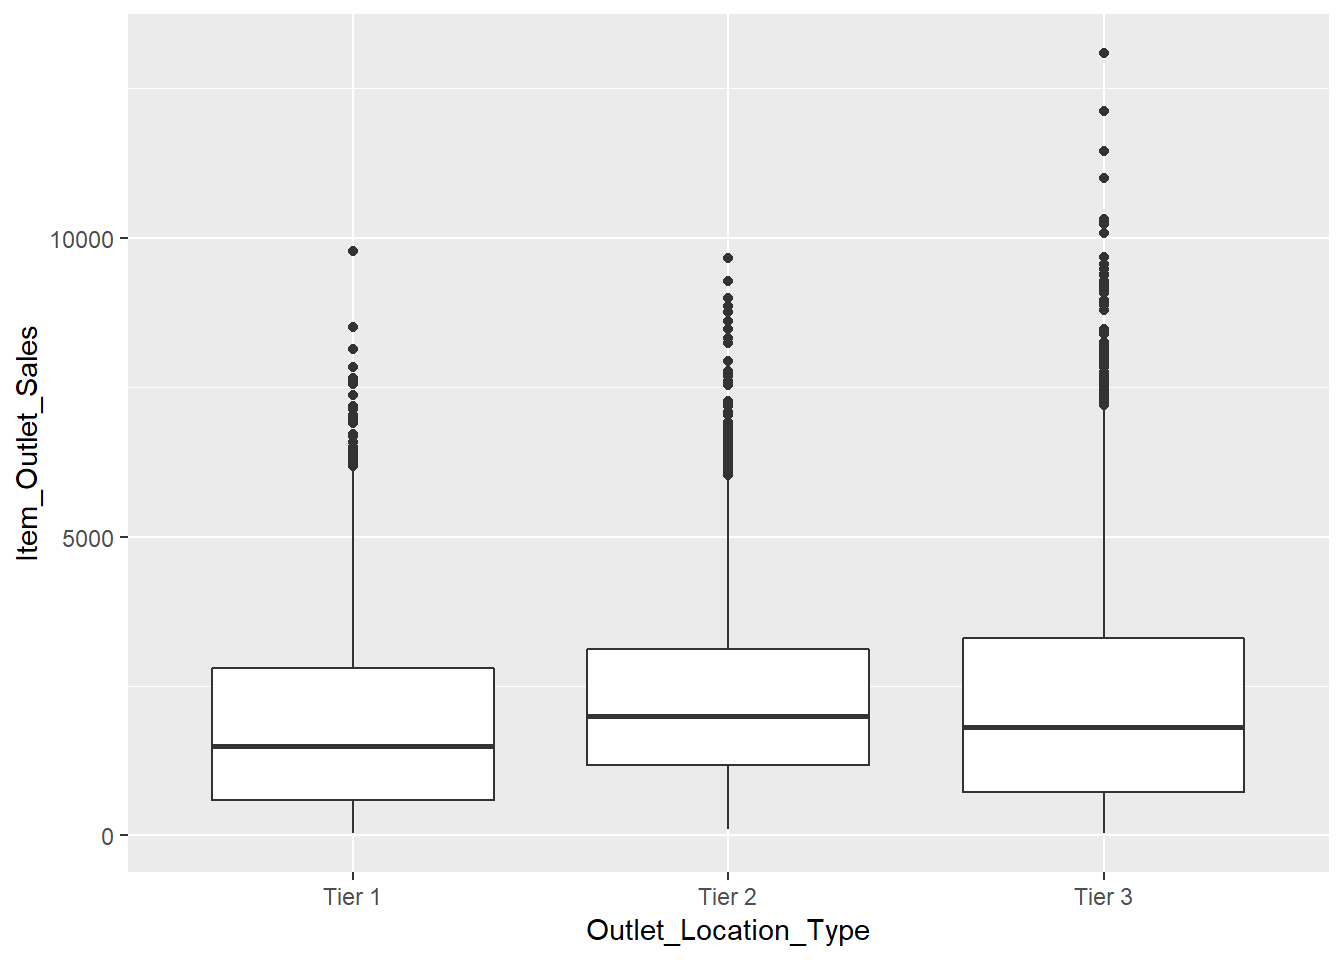 Item_Outlet_Sales
10000
5000
0
Tier 1
Tier 2
Tier 3
Outlet_Location_Type